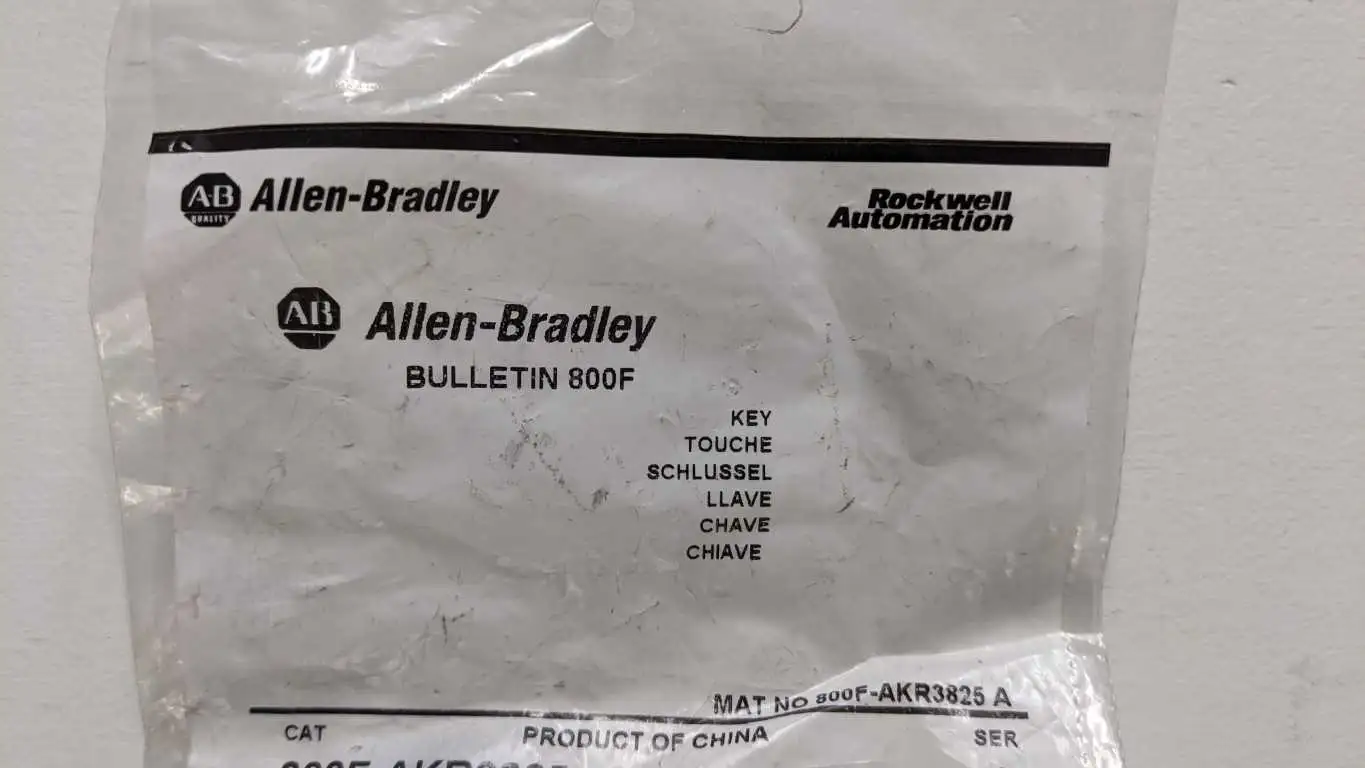 AB QUALITY Allen-Bradley
Rockwell
Automation
AB Allen-Bradley
BULLETIN 800F
KEY
TOUCHE
SCHLUSSEL
LLAVE
CHAVE
CHIAVE
MAT NO 800F-AKR3825 A
CAT PRODUCT OF CHINA SER